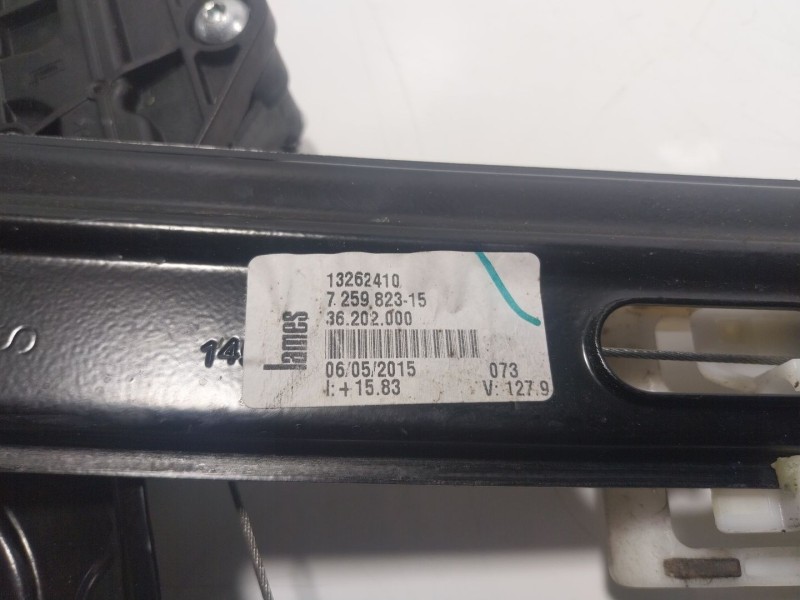 13262410
7 259 823-15
36.202.000
lames
06/05/2015 073
I: + 15.83 V: 127.9
S